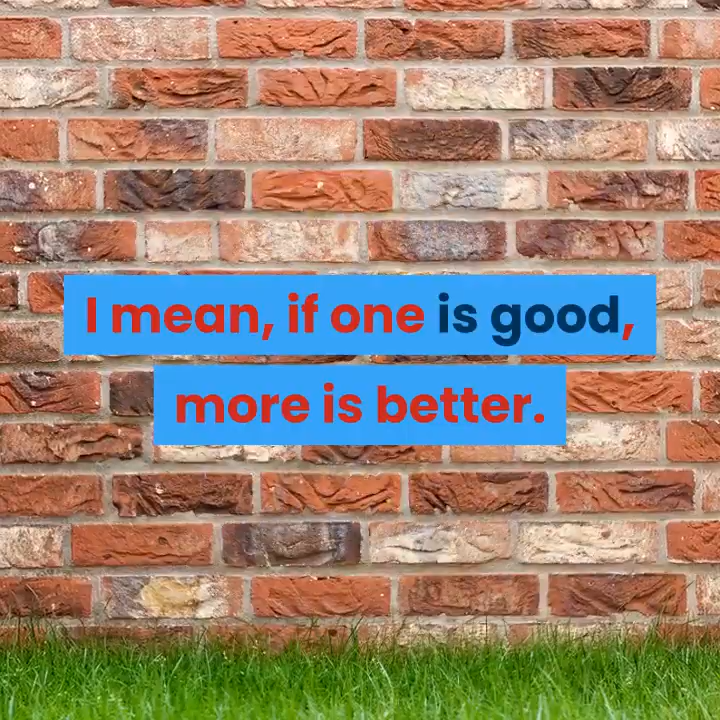 I mean, if one is good,
more is better.